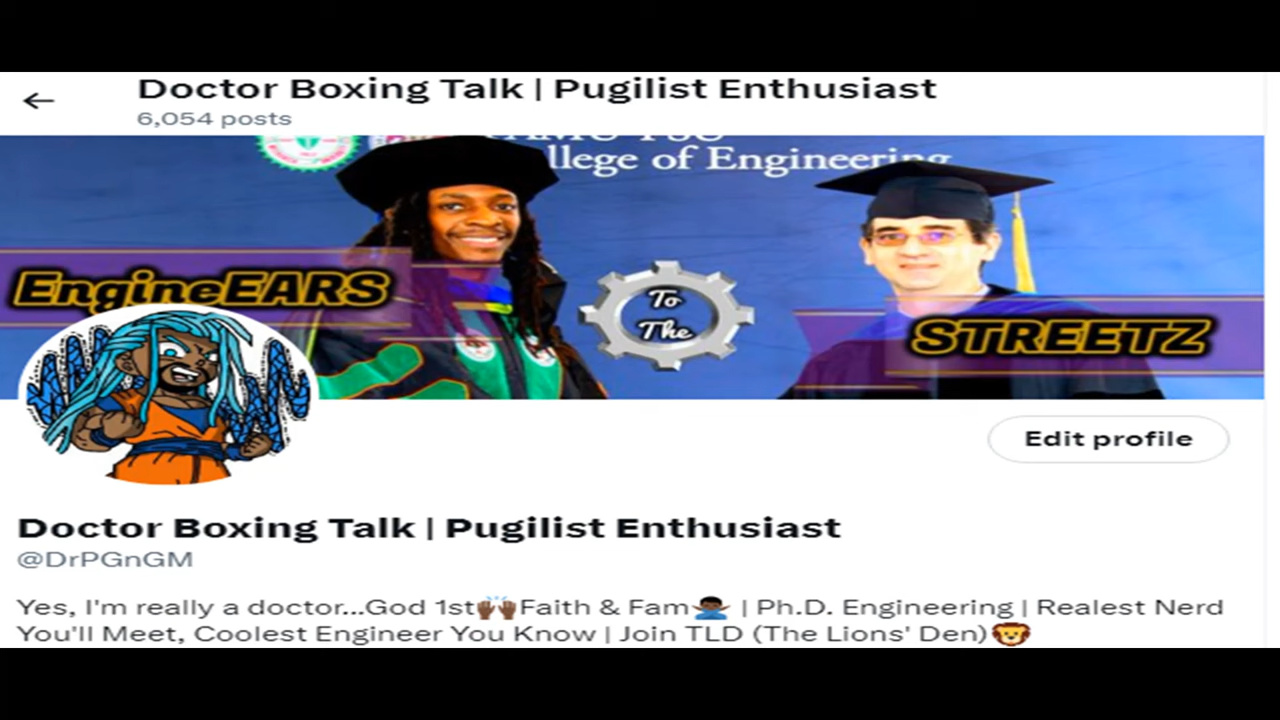 Doctor Boxing Talk | Pugilist Enthusiast
6,054 posts
llege of Engineering
EngineEARS
To
The
STREETZ
Edit profile
Doctor Boxing Talk | Pugilist Enthusiast
@DrPGnGM
Yes, I'm really a doctor...God 1st🙌🏾Faith & Fam🙅🏿‍♂️ | Ph.D. Engineering | Realest Nerd
You'll Meet, Coolest Engineer You Know | Join TLD (The Lions' Den)🦁